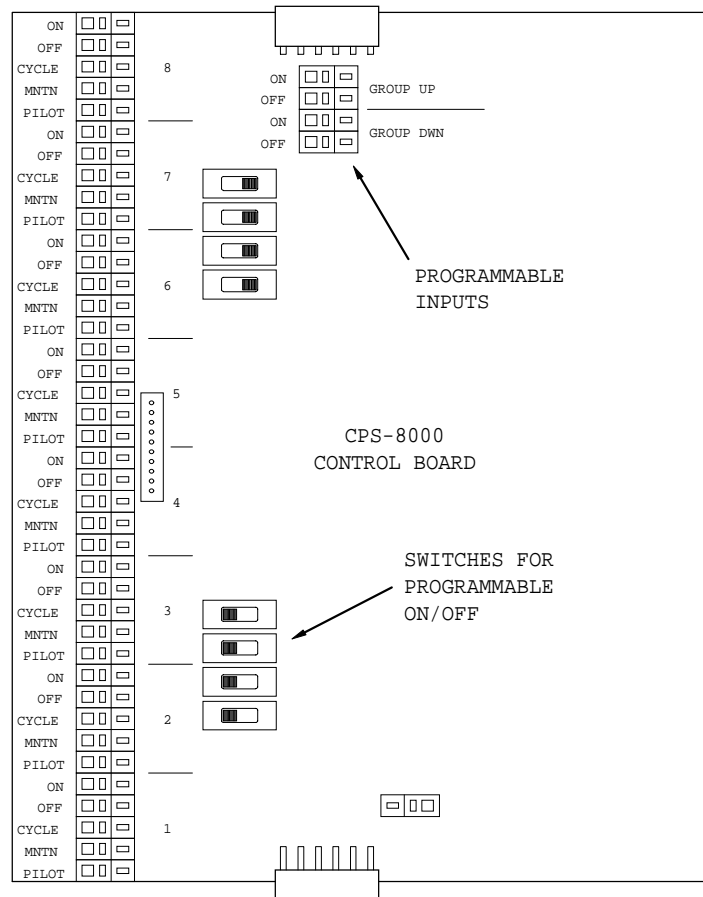 ON
OFF
CYCLE
MNTN
PILOT
8
ON
OFF
CYCLE
MNTN
PILOT
7
ON
OFF
CYCLE
MNTN
PILOT
6
ON
OFF
CYCLE
MNTN
PILOT
5
ON
OFF
CYCLE
MNTN
PILOT
4
ON
OFF
CYCLE
MNTN
PILOT
3
ON
OFF
CYCLE
MNTN
PILOT
2
ON
OFF
CYCLE
MNTN
PILOT
1
ON
OFF
GROUP UP
ON
OFF
GROUP DWN
PROGRAMMABLE
INPUTS
CPS-8000
CONTROL BOARD
SWITCHES FOR
PROGRAMMABLE
ON/OFF